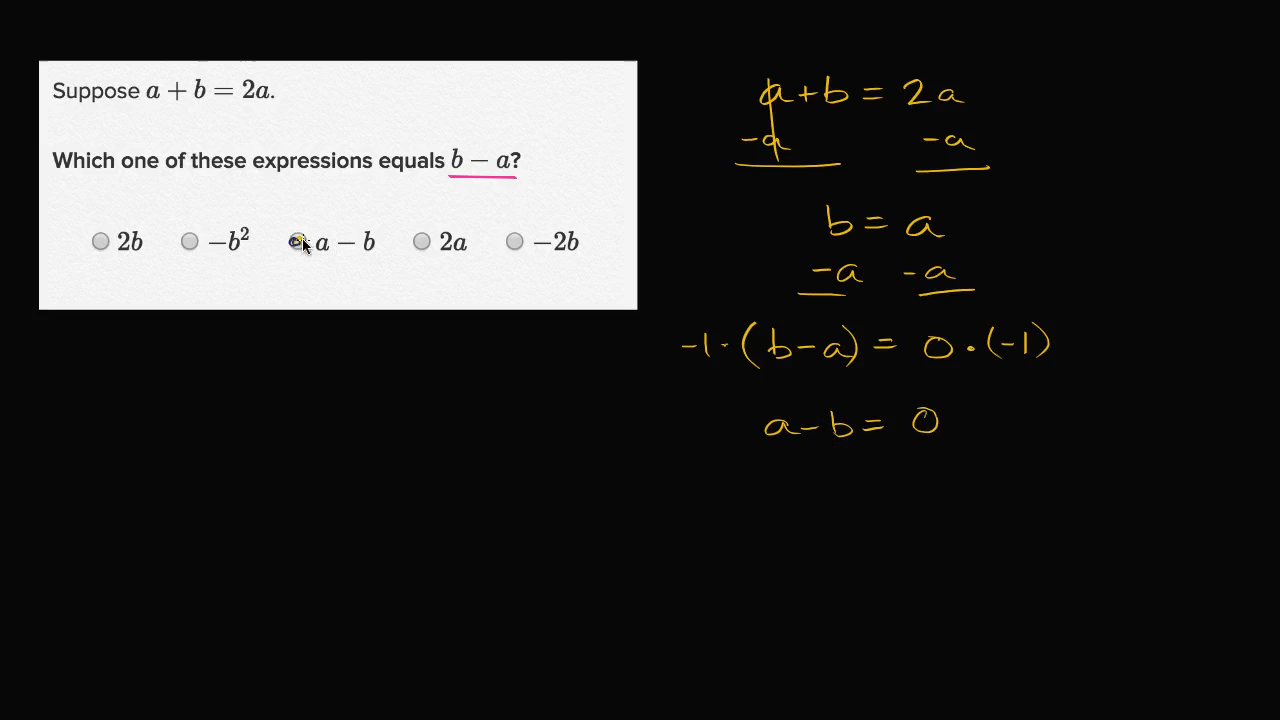 Suppose a + b = 2a.
Which one of these expressions equals b − a?
2b −b² a − b 2a −2b
a + b = 2a
−a −a
b = a
−a −a
−1 · (b − a) = 0 · (−1)
a − b = 0